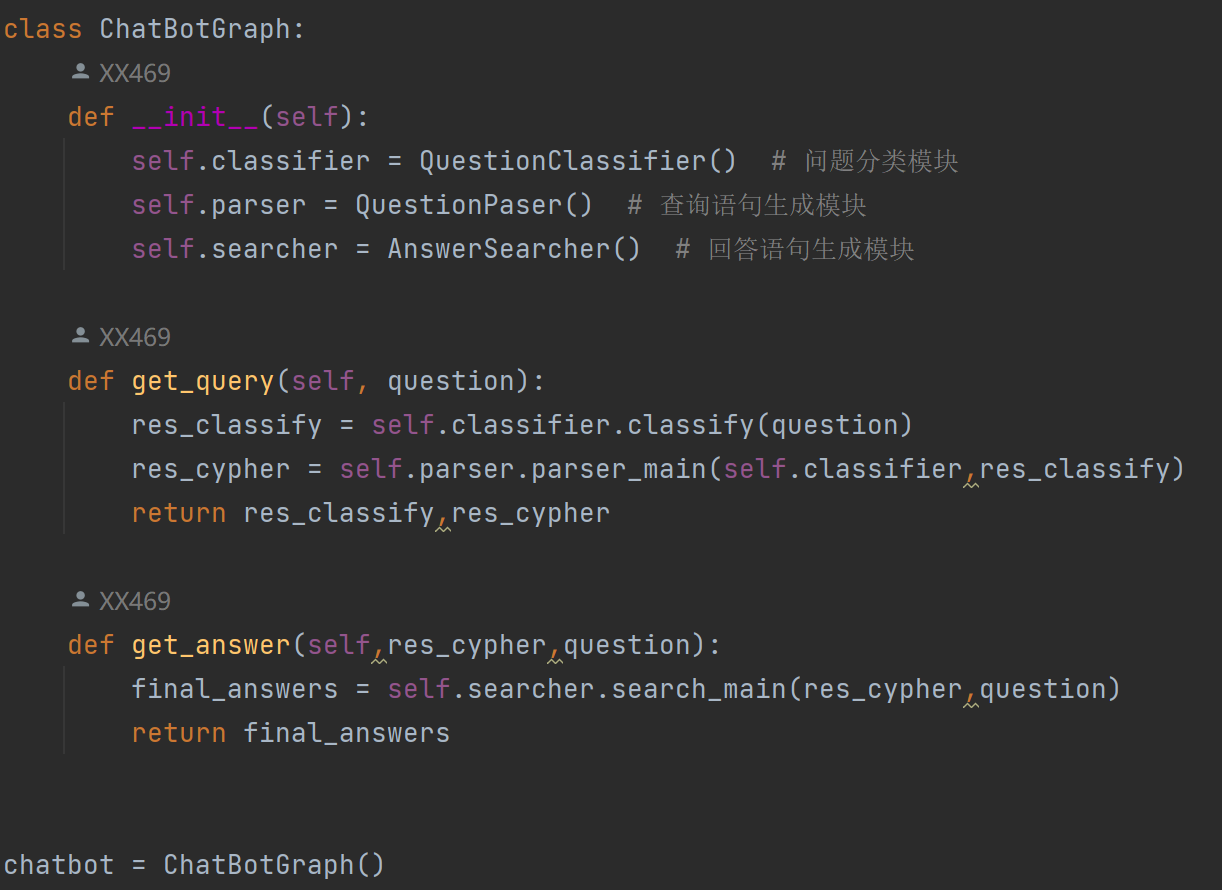 class ChatBotGraph:
XX469
def __init__(self):
self.classifier = QuestionClassifier()  # 问题分类模块
self.parser = QuestionPaser()  # 查询语句生成模块
self.searcher = AnswerSearcher()  # 回答语句生成模块
XX469
def get_query(self, question):
res_classify = self.classifier.classify(question)
res_cypher = self.parser.parser_main(self.classifier,res_classify)
return res_classify,res_cypher
XX469
def get_answer(self,res_cypher,question):
final_answers = self.searcher.search_main(res_cypher,question)
return final_answers
chatbot = ChatBotGraph()